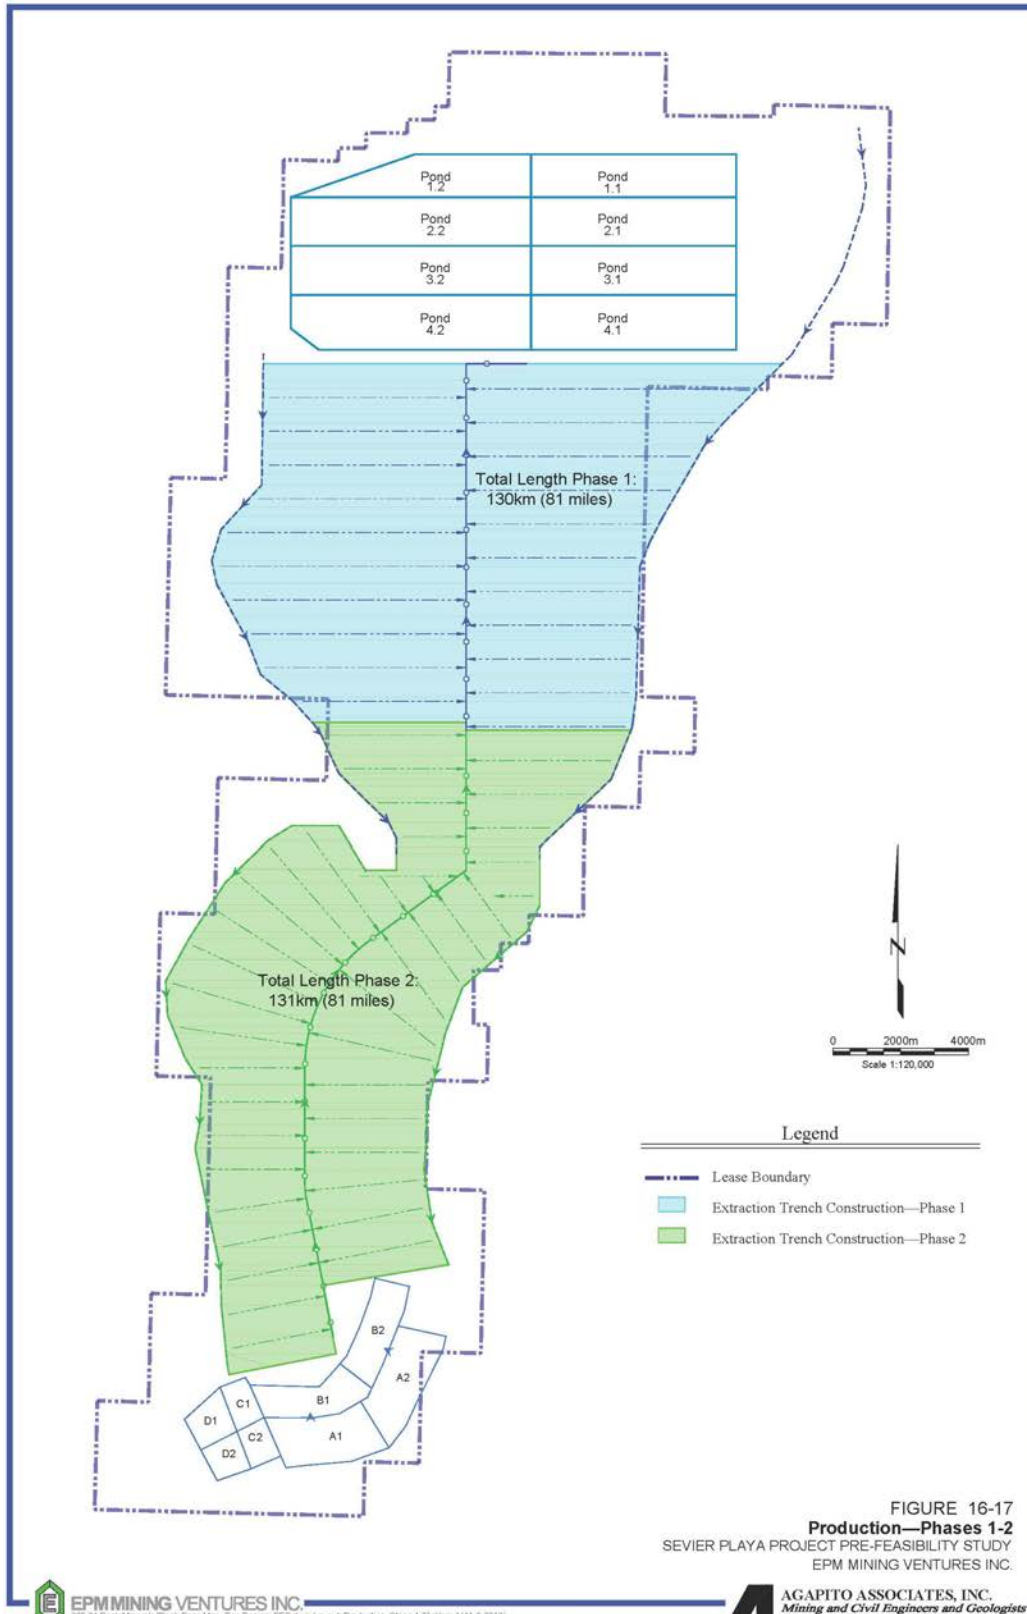 Pond
1.2
Pond
1.1
Pond
2.2
Pond
2.1
Pond
3.2
Pond
3.1
Pond
4.2
Pond
4.1
Total Length Phase 1:
130km (81 miles)
Total Length Phase 2:
131km (81 miles)
N
0 2000m 4000m
Scale 1:120,000
Legend
Lease Boundary
Extraction Trench Construction—Phase 1
Extraction Trench Construction—Phase 2
B2
A2
B1
C1
D1
A1
C2
D2
FIGURE 16-17
Production—Phases 1-2
SEVIER PLAYA PROJECT PRE-FEASIBILITY STUDY
EPM MINING VENTURES INC.
E EPM MINING VENTURES INC.
AGAPITO ASSOCIATES, INC.
Mining and Civil Engineers and Geologists